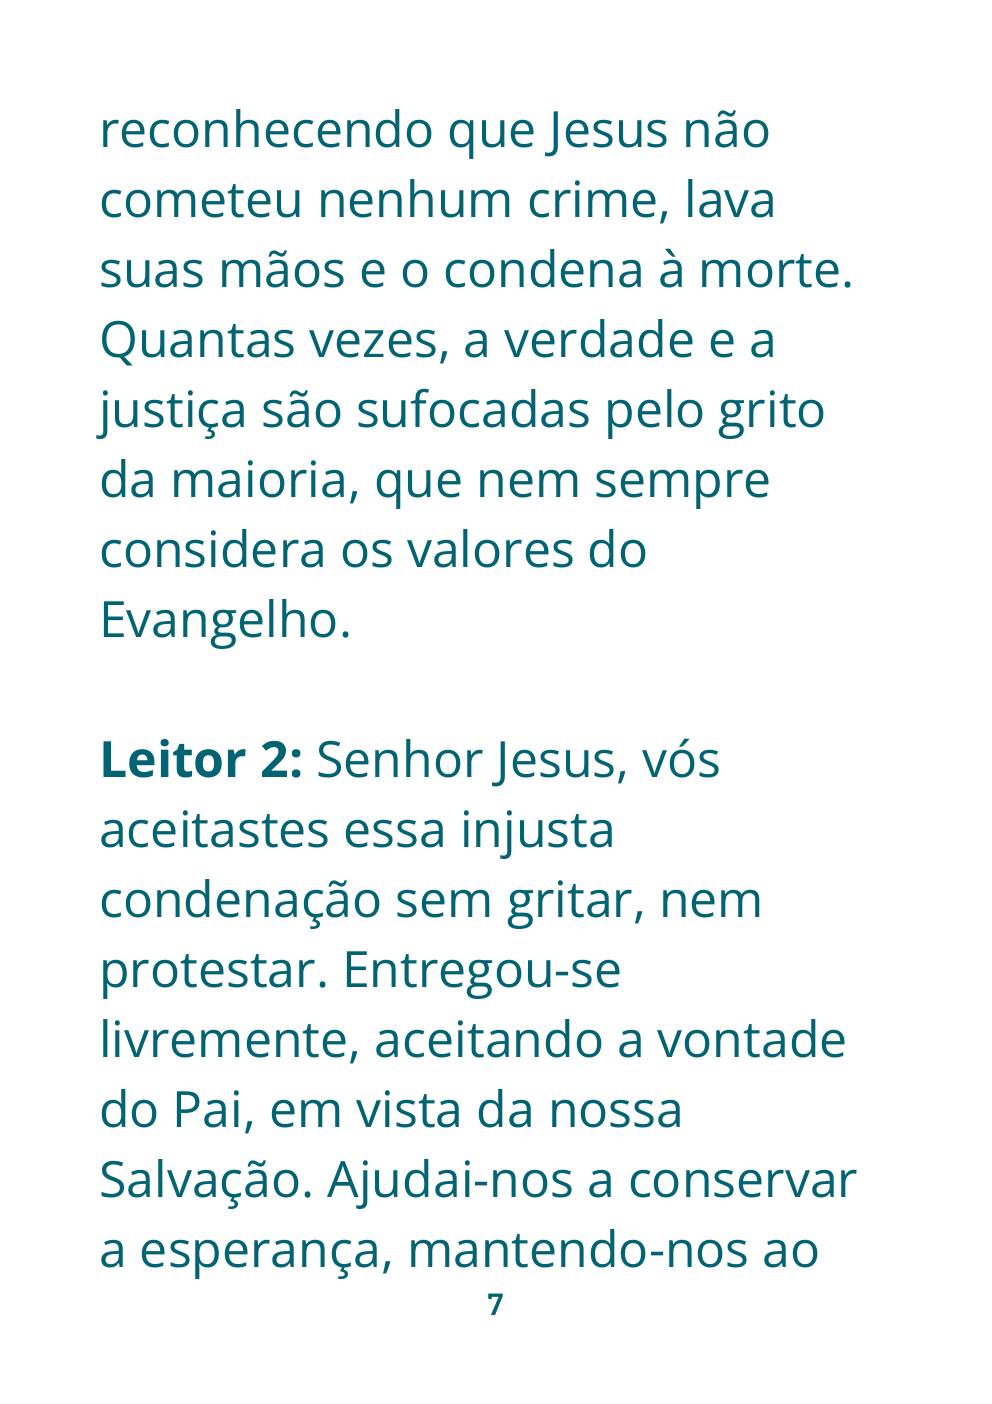 reconhecendo que Jesus não
cometeu nenhum crime, lava
suas mãos e o condena à morte.
Quantas vezes, a verdade e a
justiça são sufocadas pelo grito
da maioria, que nem sempre
considera os valores do
Evangelho.
Leitor 2: Senhor Jesus, vós
aceitastes essa injusta
condenação sem gritar, nem
protestar. Entregou-se
livremente, aceitando a vontade
do Pai, em vista da nossa
Salvação. Ajudai-nos a conservar
a esperança, mantendo-nos ao
7